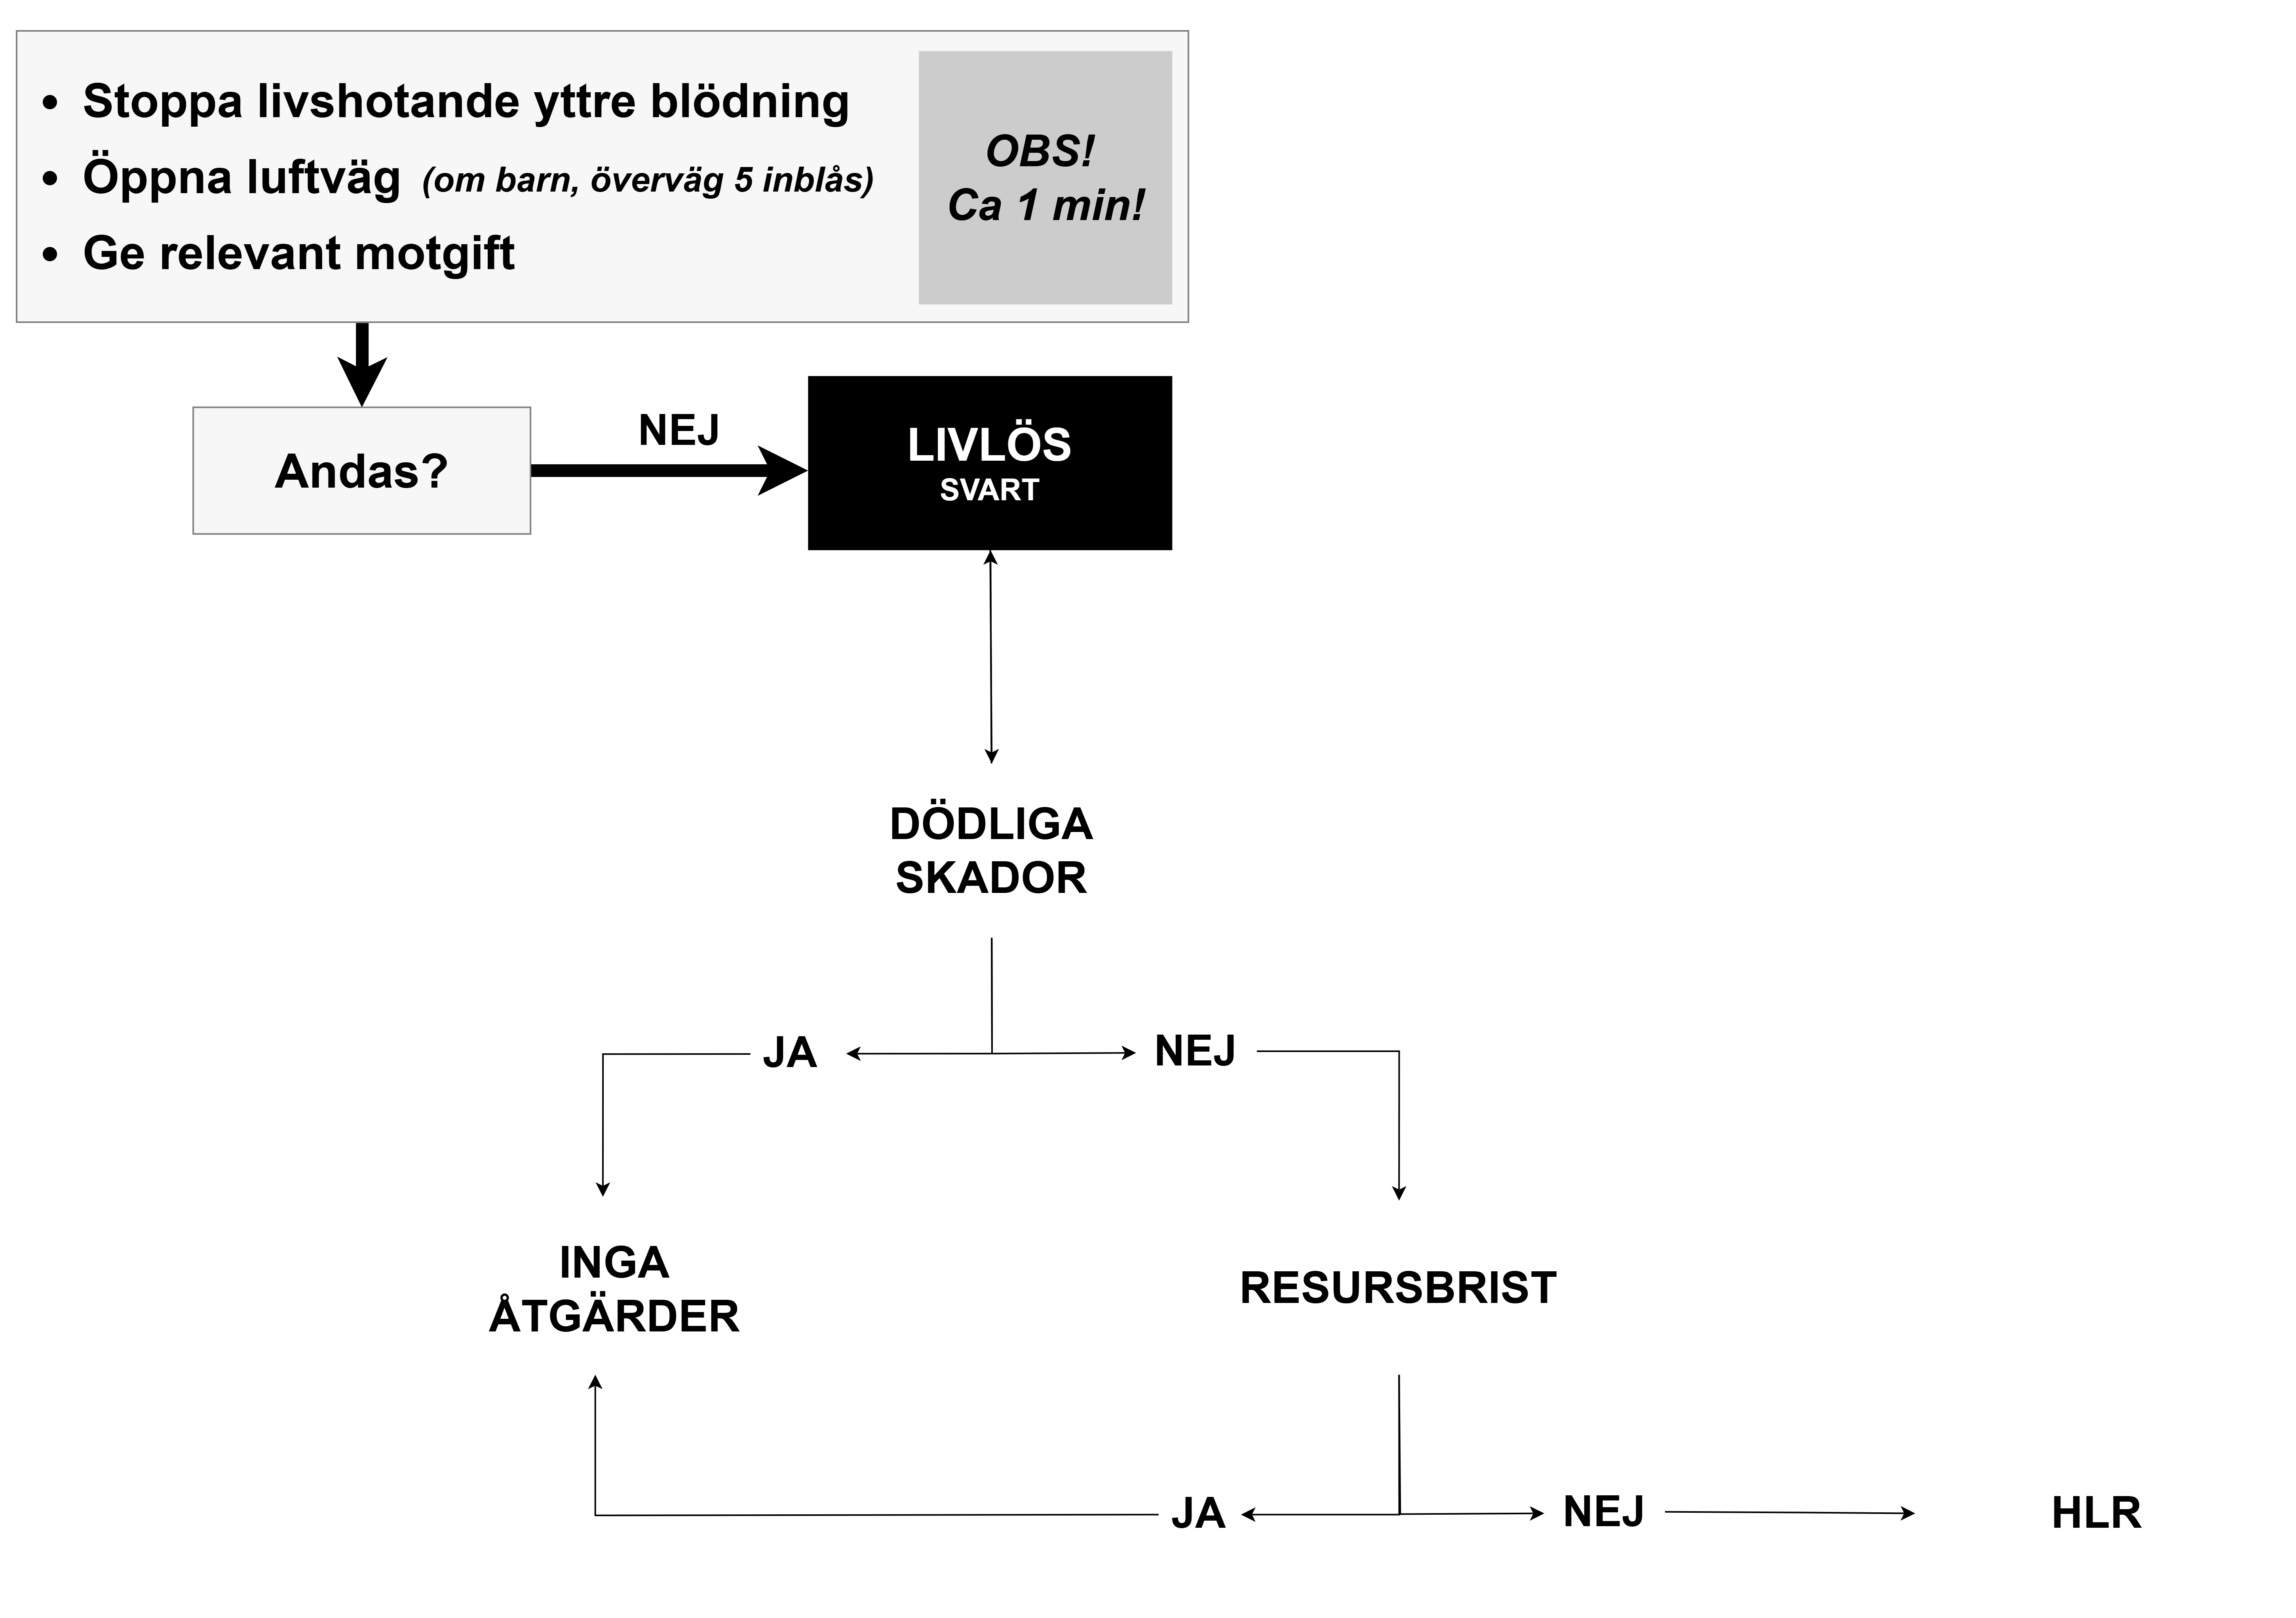 • Stoppa livshotande yttre blödning
• Öppna luftväg (om barn, överväg 5 inblås)
• Ge relevant motgift
OBS!
Ca 1 min!
Andas?
NEJ
LIVLÖS
SVART
DÖDLIGA
SKADOR
JA
NEJ
INGA
ÅTGÄRDER
RESURSBRIST
JA
NEJ
HLR